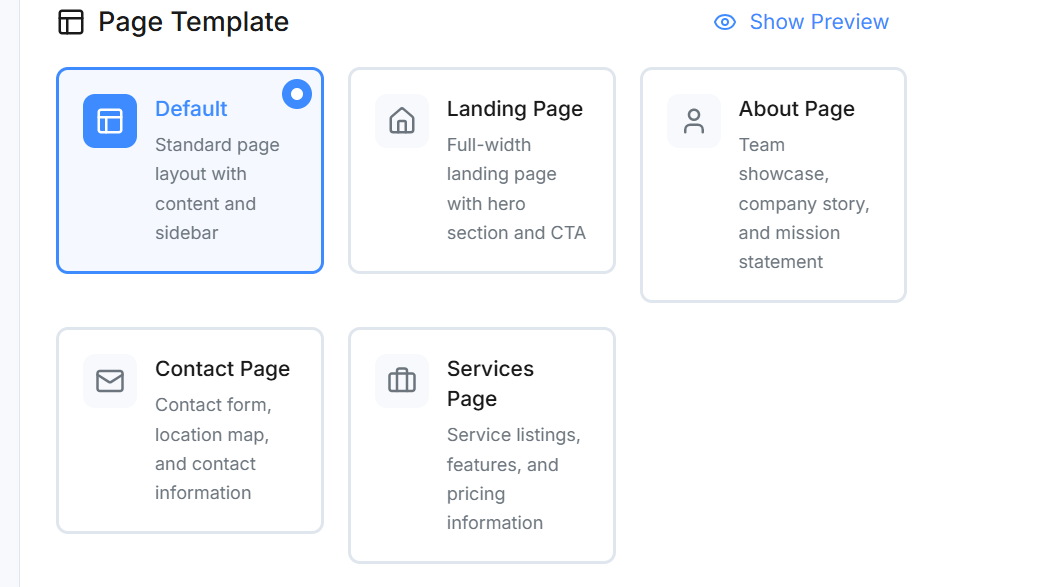 Page Template
Show Preview
Default
Standard page
layout with
content and
sidebar
Landing Page
Full-width
landing page
with hero
section and CTA
About Page
Team
showcase,
company story,
and mission
statement
Contact Page
Contact form,
location map,
and contact
information
Services
Page
Service listings,
features, and
pricing
information